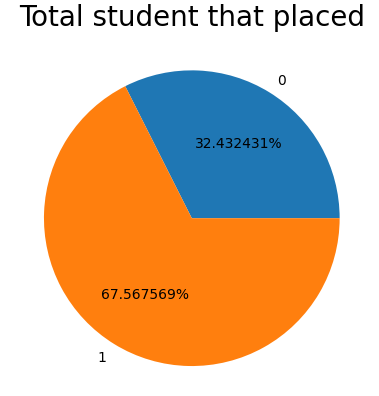 Total student that placed
0
32.432431%
67.567569%
1